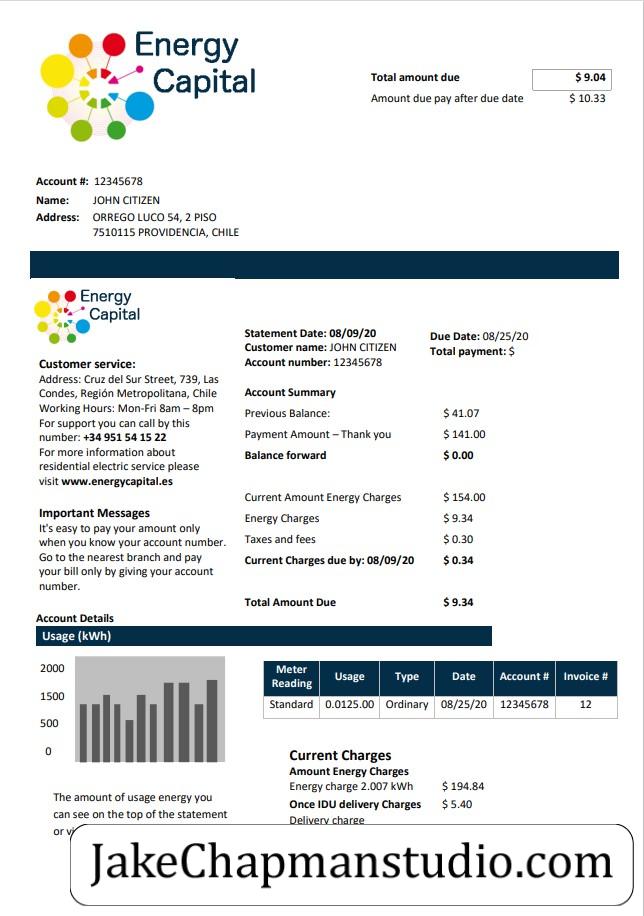 Energy
Capital
Total amount due $ 9.04
Amount due pay after due date $ 10.33
Account #: 12345678
Name: JOHN CITIZEN
Address: ORREGO LUCO 54, 2 PISO
7510115 PROVIDENCIA, CHILE
Energy
Capital
Customer service:
Address: Cruz del Sur Street, 739, Las
Condes, Región Metropolitana, Chile
Working Hours: Mon-Fri 8am – 8pm
For support you can call by this
number: +34 951 54 15 22
For more information about
residential electric service please
visit www.energycapital.es
Important Messages
It's easy to pay your amount only
when you know your account number.
Go to the nearest branch and pay
your bill only by giving your account
number.
Statement Date: 08/09/20
Customer name: JOHN CITIZEN
Account number: 12345678
Due Date: 08/25/20
Total payment: $
Account Summary
Previous Balance: $ 41.07
Payment Amount – Thank you $ 141.00
Balance forward $ 0.00
Current Amount Energy Charges $ 154.00
Energy Charges $ 9.34
Taxes and fees $ 0.30
Current Charges due by: 08/09/20 $ 0.34
Total Amount Due $ 9.34
Account Details
Usage (kWh)
2000
1500
500
0
Meter Reading Usage Type Date Account # Invoice #
Standard 0.0125.00 Ordinary 08/25/20 12345678 12
The amount of usage energy you
can see on the top of the statement
or vi
Current Charges
Amount Energy Charges
Energy charge 2.007 kWh $ 194.84
Once IDU delivery Charges $ 5.40
Delivery charge
JakeChapmanstudio.com